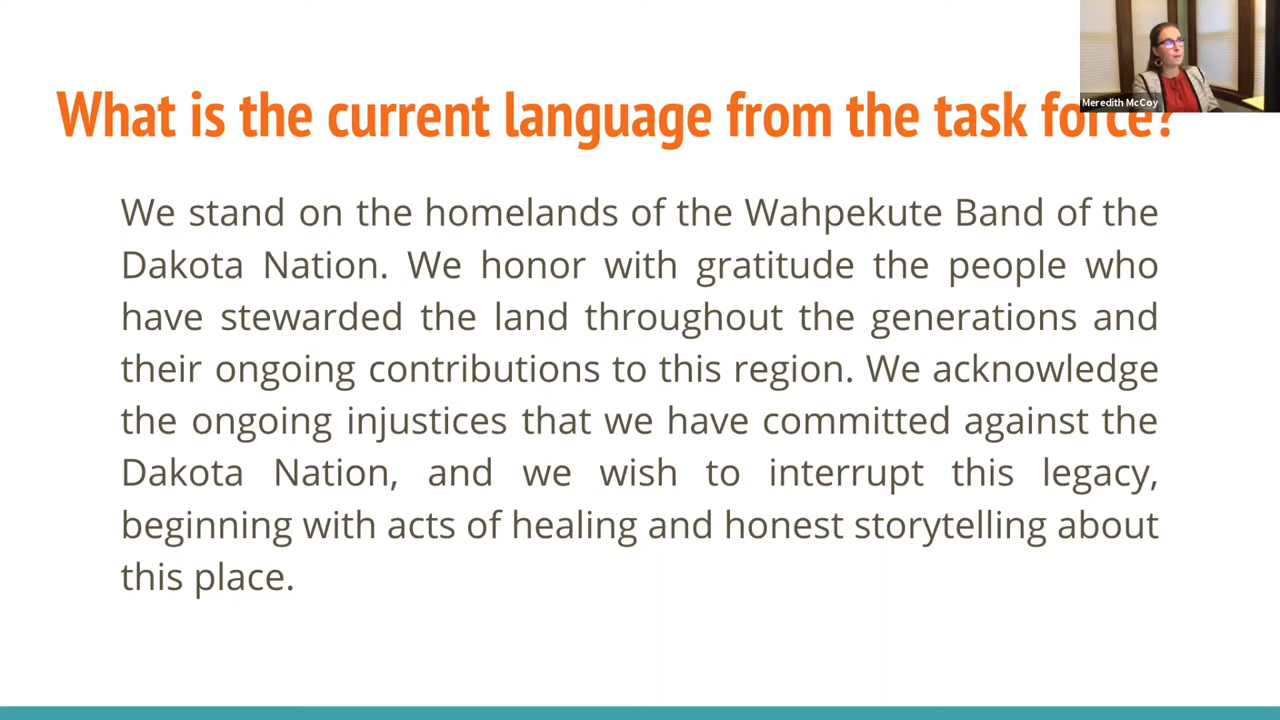 What is the current language from the task force?
Meredith McCoy
We stand on the homelands of the Wahpekute Band of the
Dakota Nation. We honor with gratitude the people who
have stewarded the land throughout the generations and
their ongoing contributions to this region. We acknowledge
the ongoing injustices that we have committed against the
Dakota Nation, and we wish to interrupt this legacy,
beginning with acts of healing and honest storytelling about
this place.